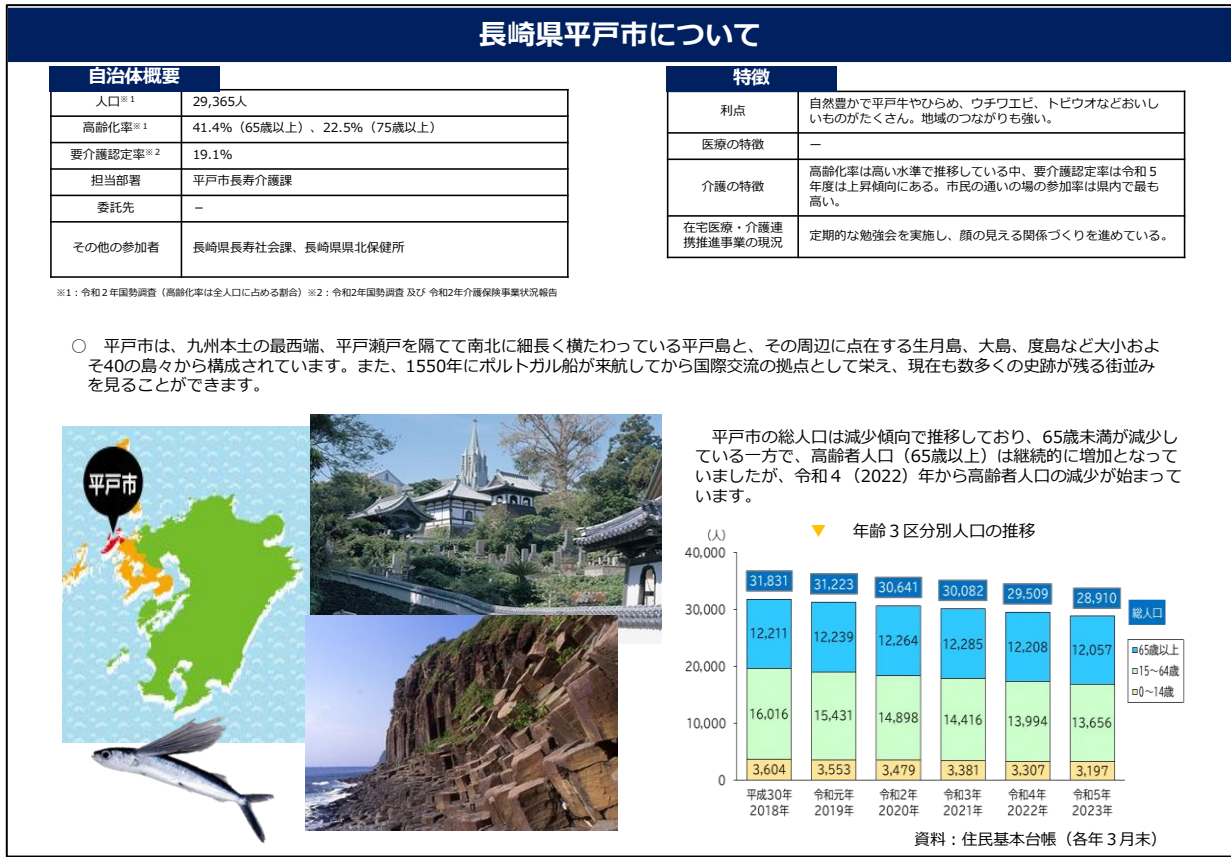 長崎県平戸市について
自治体概要
人口※1 29,365人
高齢化率※1 41.4%（65歳以上）、22.5%（75歳以上）
要介護認定率※2 19.1%
担当部署 平戸市長寿介護課
委託先 －
その他の参加者 長崎県長寿社会課、長崎県県北保健所
※1：令和２年国勢調査（高齢化率は全人口に占める割合）※2：令和2年国勢調査 及び 令和2年介護保険事業状況報告
特徴
利点 自然豊かで平戸牛やひらめ、ウチワエビ、トビウオなどおいし
いものがたくさん。地域のつながりも強い。
医療の特徴 －
介護の特徴 高齢化率は高い水準で推移している中、要介護認定率は令和５
年度は上昇傾向にある。市民の通いの場の参加率は県内で最も
高い。
在宅医療・介護連
携推進事業の現況 定期的な勉強会を実施し、顔の見える関係づくりを進めている。
○　平戸市は、九州本土の最西端、平戸瀬戸を隔てて南北に細長く横たわっている平戸島と、その周辺に点在する生月島、大島、度島など大小およ
そ40の島々から構成されています。また、1550年にポルトガル船が来航してから国際交流の拠点として栄え、現在も数多くの史跡が残る街並み
を見ることができます。
平戸市
平戸市の総人口は減少傾向で推移しており、65歳未満が減少し
ている一方で、高齢者人口（65歳以上）は継続的に増加となって
いましたが、令和４（2022）年から高齢者人口の減少が始まって
います。
▼ 年齢３区分別人口の推移
（人）
40,000
30,000
20,000
10,000
0
31,831 31,223 30,641 30,082 29,509 28,910
総人口
12,211 12,239 12,264 12,285 12,208 12,057
16,016 15,431 14,898 14,416 13,994 13,656
3,604 3,553 3,479 3,381 3,307 3,197
65歳以上
15～64歳
0～14歳
平成30年 令和元年 令和2年 令和3年 令和4年 令和5年
2018年 2019年 2020年 2021年 2022年 2023年
資料：住民基本台帳（各年３月末）